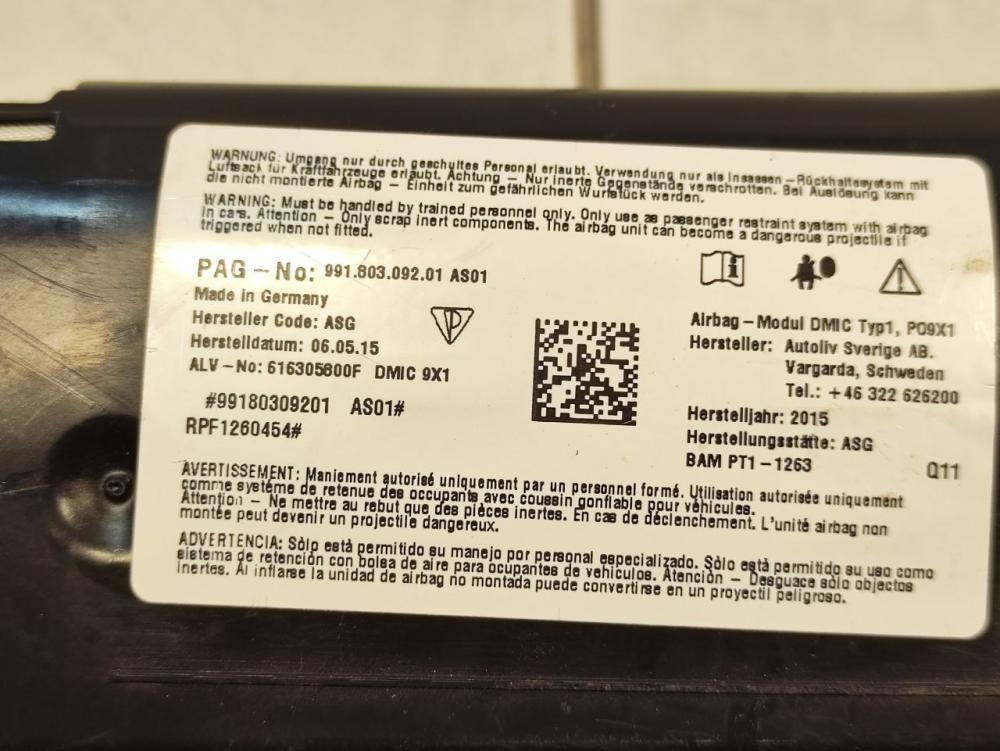 WARNUNG: Umgang nur durch geschultes Personal erlaubt. Verwendung nur als Insassen – Rückhaltesystem mit
Luftsack für Kraftfahrzeuge erlaubt. Achtung – Nur inerte Gegenstände verschrotten. Bei Auslösung kann
die nicht montierte Airbag – Einheit zum gefährlichen Wurfstück werden.
WARNING: Must be handled by trained personnel only. Only use as passenger restraint system with airbag
in cars. Attention – Only scrap inert components. The airbag unit can become a dangerous projectile if
triggered when not fitted.
PAG – No: 991.803.092.01 AS01
Made in Germany
Hersteller Code: ASG
Herstelldatum: 06.05.15
ALV – No: 616305600F DMIC 9X1
#99180309201 AS01#
RPF1260454#
P
i
Airbag – Modul DMIC Typ1, PO9X1
Hersteller: Autoliv Sverige AB.
Vargarda, Schweden
Tel.: +46 322 626200
Herstelljahr: 2015
Herstellungsstätte: ASG
BAM PT1 – 1263 Q11
AVERTISSEMENT: Maniement autorisé uniquement par un personnel formé. Utilisation autorisée uniquement
comme système de retenue des occupants avec coussin gonflable pour véhicules.
Attention – Ne mettre au rebut que des pièces inertes. En cas de déclenchement. L'unité airbag non
montée peut devenir un projectile dangereux.
ADVERTENCIA: Sòlo està permitido su manejo por personal especializado. Sòlo està permitido su uso como
sistema de retención con bolsa de aire para ocupantes de vehìculos. Atenciòn – Desguace sòlo objectos
inertes. Al inflarse la unidad de airbag no montada puede convertirse en un proyectil peligroso.